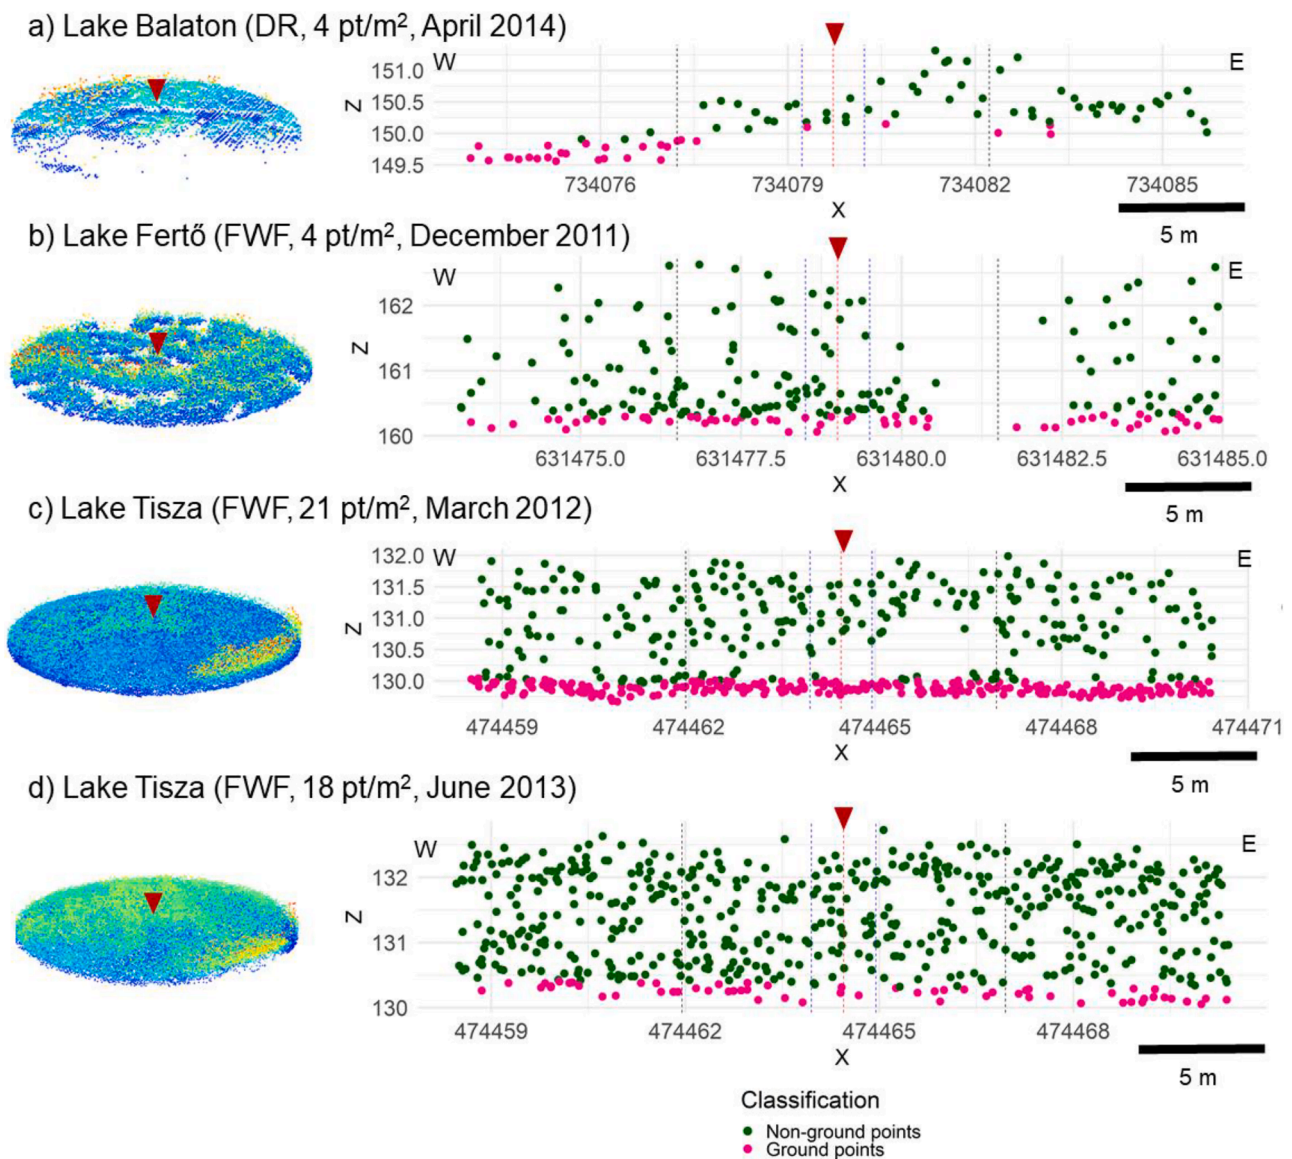 a) Lake Balaton (DR, 4 pt/m², April 2014)
W
E
Z
151.0
150.5
150.0
149.5
734076 734079 734082 734085
X
5 m
b) Lake Fertő (FWF, 4 pt/m², December 2011)
W
E
Z
162
161
160
631475.0 631477.5 631480.0 631482.5 631485.0
X
5 m
c) Lake Tisza (FWF, 21 pt/m², March 2012)
W
E
Z
132.0
131.5
131.0
130.5
130.0
474459 474462 474465 474468 474471
X
5 m
d) Lake Tisza (FWF, 18 pt/m², June 2013)
W
E
Z
132
131
130
474459 474462 474465 474468
X
5 m
Classification
Non-ground points
Ground points